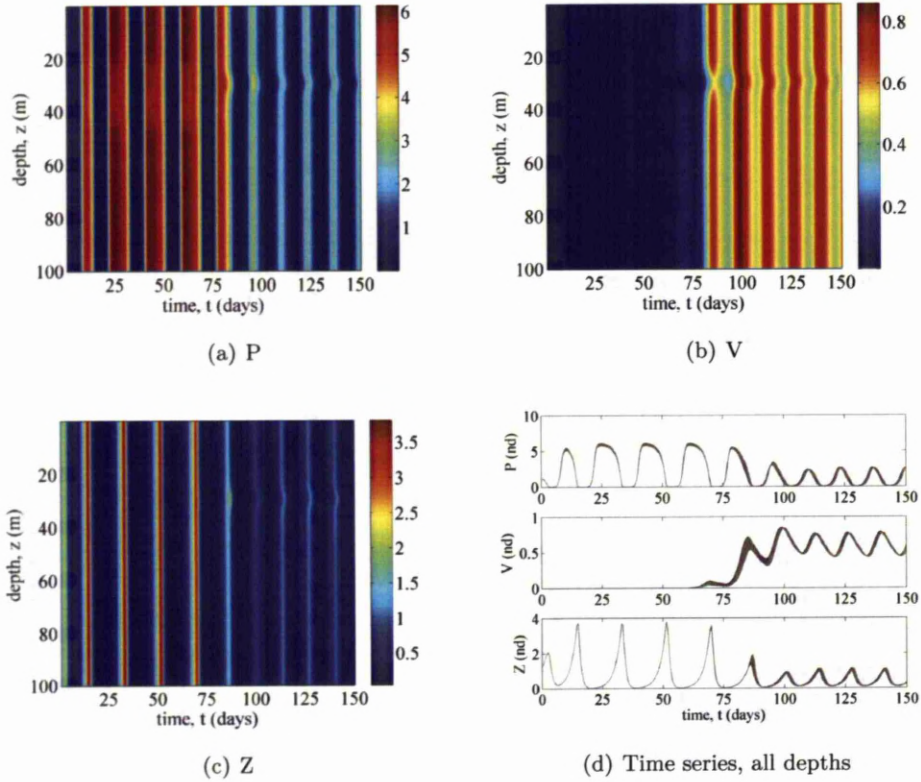 6
5
4
3
2
1
20
40
60
80
100
depth, z (m)
25 50 75 100 125 150
time, t (days)
(a) P
0.8
0.6
0.4
0.2
20
40
60
80
100
depth, z (m)
25 50 75 100 125 150
time, t (days)
(b) V
3.5
3
2.5
2
1.5
1
0.5
20
40
60
80
100
depth, z (m)
25 50 75 100 125 150
time, t (days)
(c) Z
10
5
0
P (nd)
0 25 50 75 100 125 150
1
0.5
0
V (nd)
0 25 50 75 100 125 150
4
2
0
Z (nd)
0 25 50 75 100 125 150
time, t (days)
(d) Time series, all depths